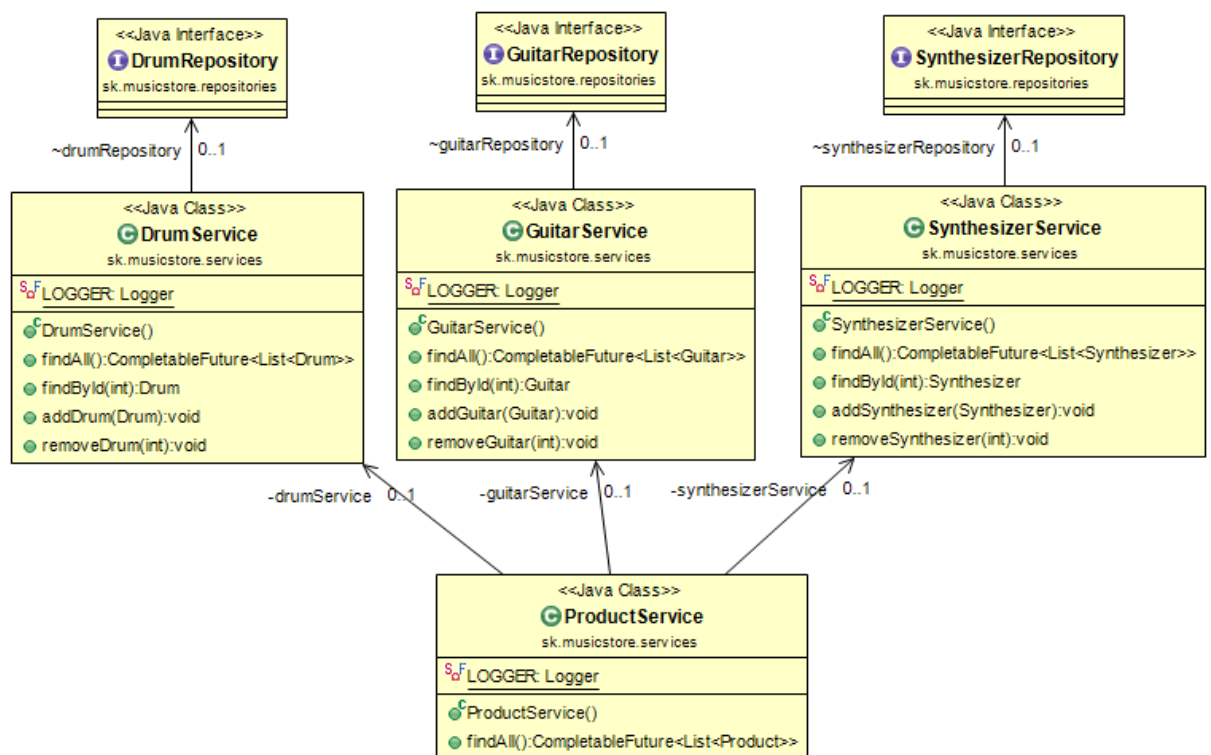 <<Java Interface>>
DrumRepository
sk.musicstore.repositories
<<Java Interface>>
GuitarRepository
sk.musicstore.repositories
<<Java Interface>>
SynthesizerRepository
sk.musicstore.repositories
~drumRepository 0..1
~guitarRepository 0..1
~synthesizerRepository 0..1
<<Java Class>>
DrumService
sk.musicstore.services
LOGGER: Logger
DrumService()
findAll():CompletableFuture<List<Drum>>
findById(int):Drum
addDrum(Drum):void
removeDrum(int):void
<<Java Class>>
GuitarService
sk.musicstore.services
LOGGER: Logger
GuitarService()
findAll():CompletableFuture<List<Guitar>>
findById(int):Guitar
addGuitar(Guitar):void
removeGuitar(int):void
<<Java Class>>
SynthesizerService
sk.musicstore.services
LOGGER: Logger
SynthesizerService()
findAll():CompletableFuture<List<Synthesizer>>
findById(int):Synthesizer
addSynthesizer(Synthesizer):void
removeSynthesizer(int):void
-drumService 0..1
-guitarService 0..1
-synthesizerService 0..1
<<Java Class>>
ProductService
sk.musicstore.services
LOGGER: Logger
ProductService()
findAll():CompletableFuture<List<Product>>